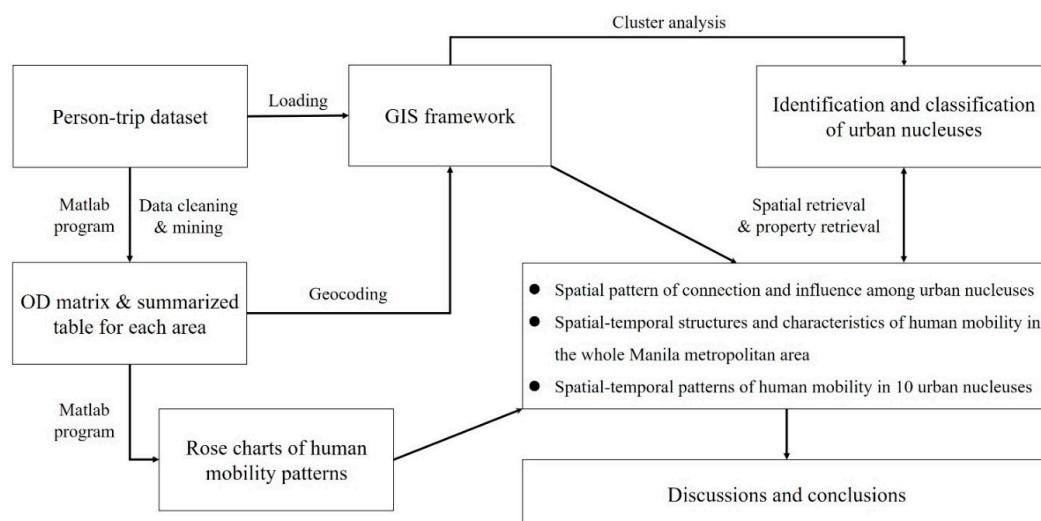 Cluster analysis
Person-trip dataset
Loading
GIS framework
Identification and classification
of urban nucleuses
Matlab
program
Data cleaning
& mining
Spatial retrieval
& property retrieval
OD matrix & summarized
table for each area
Geocoding
● Spatial pattern of connection and influence among urban nucleuses
● Spatial-temporal structures and characteristics of human mobility in
the whole Manila metropolitan area
● Spatial-temporal patterns of human mobility in 10 urban nucleuses
Matlab
program
Rose charts of human
mobility patterns
Discussions and conclusions